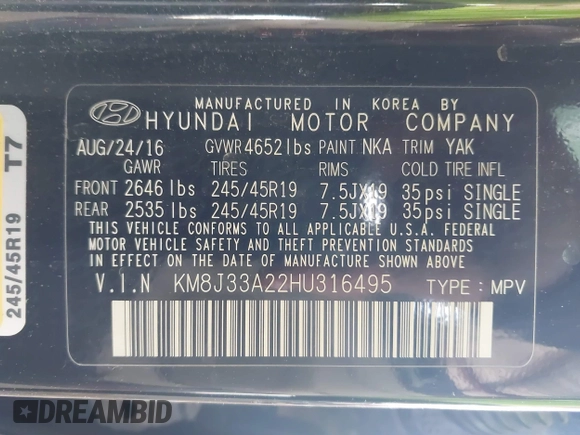 MANUFACTURED IN KOREA BY
HYUNDAI MOTOR COMPANY
AUG/24/16 GVWR 4652 lbs PAINT NKA TRIM YAK
GAWR TIRES RIMS COLD TIRE INFL
FRONT 2646 lbs 245/45R19 7.5JX19 35psi SINGLE
REAR 2535 lbs 245/45R19 7.5JX19 35psi SINGLE
THIS VEHICLE CONFORMS TO ALL APPLICABLE U.S.A. FEDERAL
MOTOR VEHICLE SAFETY AND THEFT PREVENTION STANDARDS
IN EFFECT ON THE DATE OF MANUFACTURE SHOWN ABOVE.
V.I.N KM8J33A22HU316495 TYPE : MPV
245/45R19 T7
DREAMBID